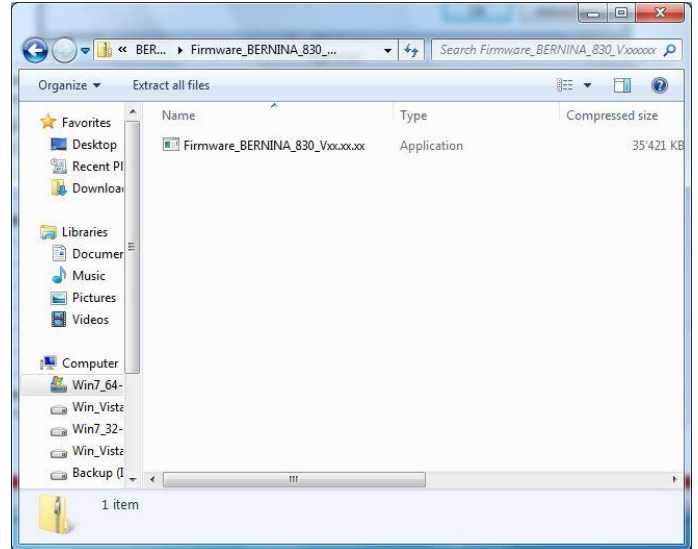 « BER... ▸ Firmware_BERNINA_830_...
Search Firmware_BERNINA_830_Vxxxxxx
Organize Extract all files
Name Type Compressed size
Firmware_BERNINA_830_Vxx.xx.xx Application 35'421 KB
Favorites
Desktop
Recent Pl
Downloa
Libraries
Documer
Music
Pictures
Videos
Computer
Win7_64-
Win_Vista
Win7_32-
Win_Vista
Backup (I
1 item